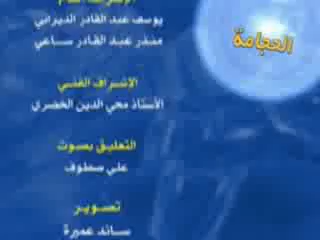 الحجامة
يوسف عبد القادر الديراني
منذر عبد القادر ساعي
الإشراف الفني
الأستاذ محي الدين الخضري
التعليق بصوت
علي سطوف
تصوير
سائد عميرة